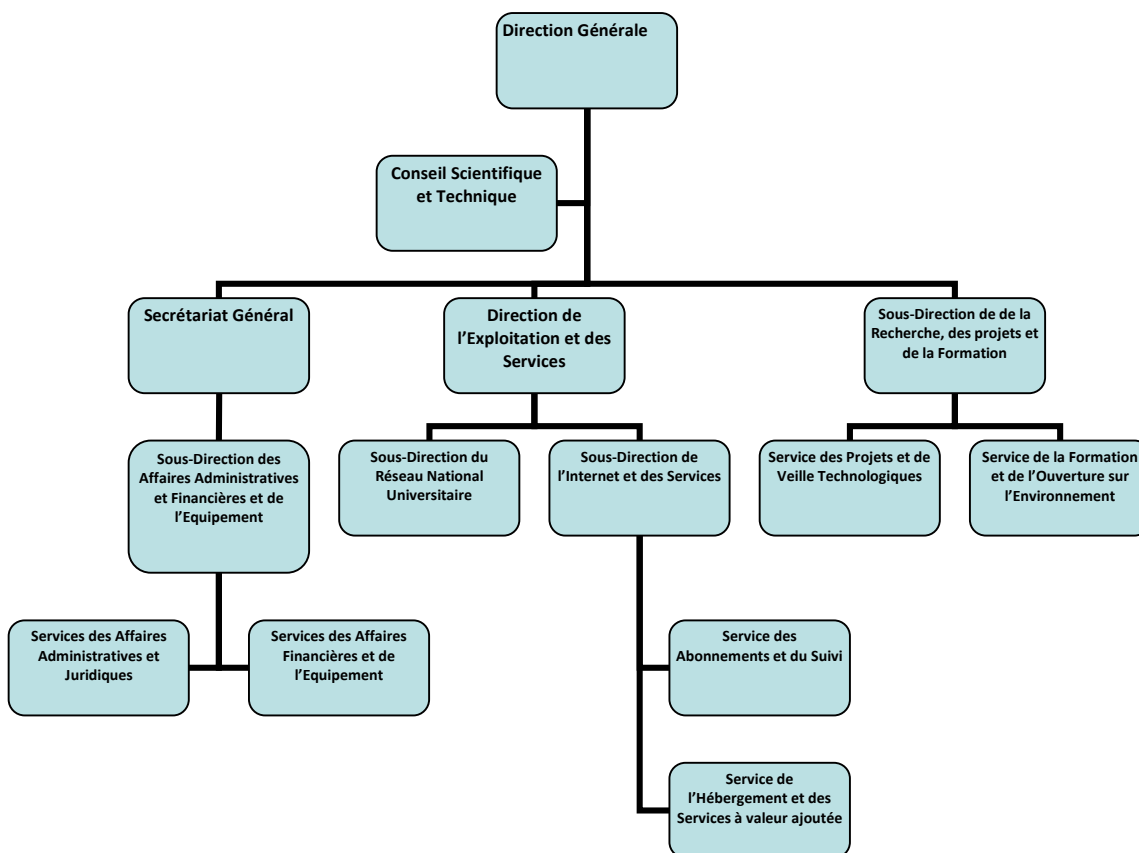 Direction Générale
Conseil Scientifique
et Technique
Secrétariat Général
Direction de
l’Exploitation et des
Services
Sous-Direction de de la
Recherche, des projets et
de la Formation
Sous-Direction des
Affaires Administratives
et Financières et de
l’Equipement
Sous-Direction du
Réseau National
Universitaire
Sous-Direction de
l’Internet et des Services
Service des Projets et de
Veille Technologiques
Service de la Formation
et de l’Ouverture sur
l’Environnement
Services des Affaires
Administratives et
Juridiques
Services des Affaires
Financières et de
l’Equipement
Service des
Abonnements et du Suivi
Service de
l’Hébergement et des
Services à valeur ajoutée